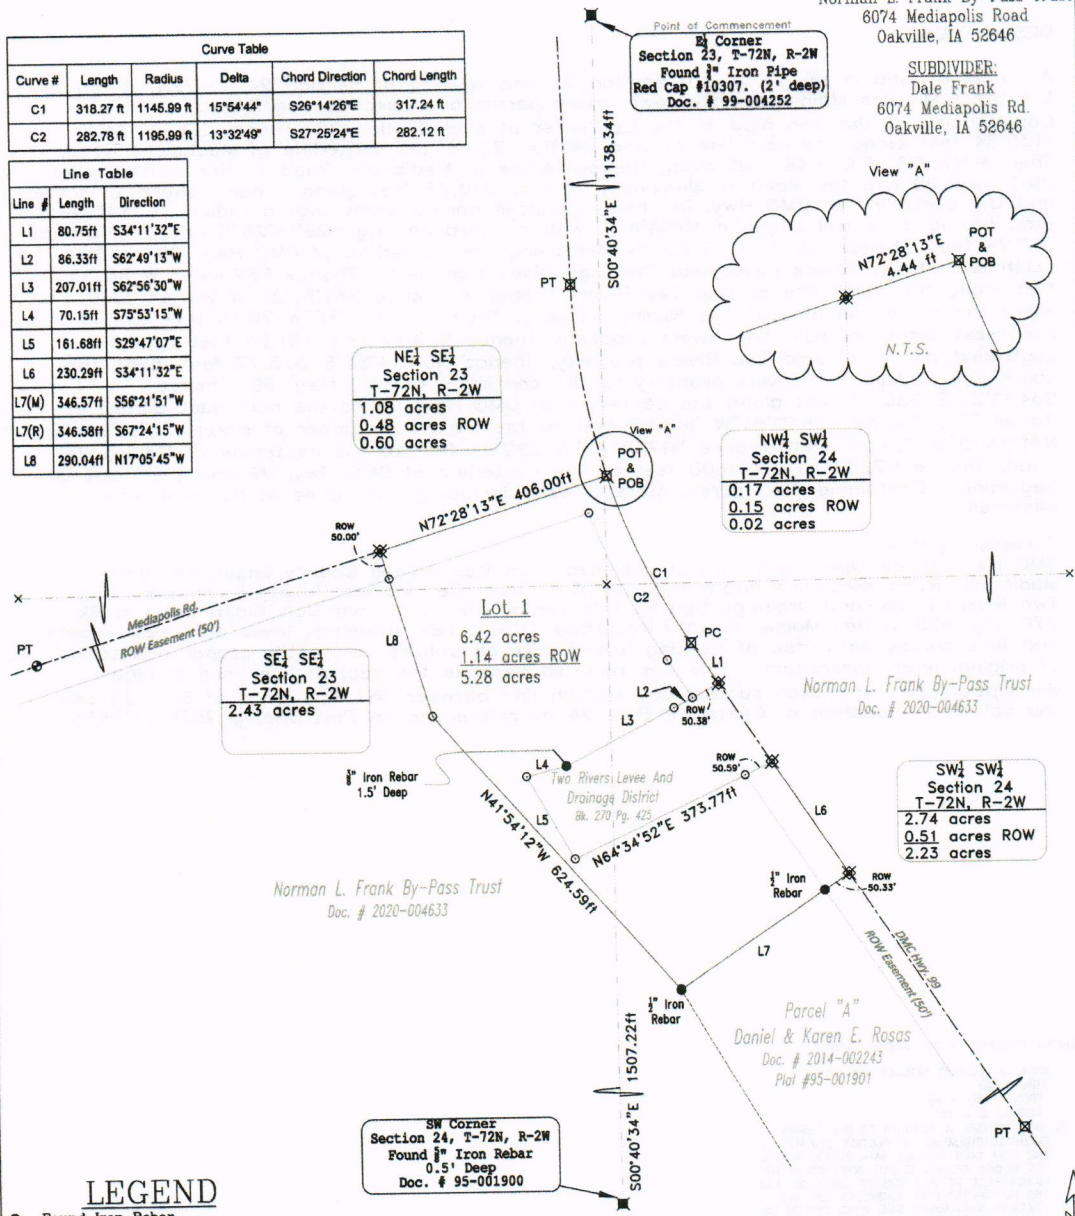 Norman L. Frank By-Pass Trust
6074 Mediapolis Road
Oakville, IA 52646
SUBDIVIDER:
Dale Frank
6074 Mediapolis Rd.
Oakville, IA 52646
Curve Table
Curve # Length Radius Delta Chord Direction Chord Length
C1 318.27 ft 1145.99 ft 15°54'44" S26°14'26"E 317.24 ft
C2 282.78 ft 1195.99 ft 13°32'49" S27°25'24"E 282.12 ft
Line Table
Line # Length Direction
L1 80.75ft S34°11'32"E
L2 86.33ft S62°49'13"W
L3 207.01ft S62°56'30"W
L4 70.15ft S75°53'15"W
L5 161.68ft S29°47'07"E
L6 230.29ft S34°11'32"E
L7(M) 346.57ft S56°21'51"W
L7(R) 346.58ft S67°24'15"W
L8 290.04ft N17°05'45"W
Point of Commencement
E¼ Corner
Section 23, T-72N, R-2W
Found ¾" Iron Pipe
Red Cap #10307. (2' deep)
Doc. # 99-004252
S00°40'34"E 1138.34ft
PT
View "A"
N72°28'13"E
4.44 ft
POT
&
POB
N.T.S.
NE¼ SE¼
Section 23
T-72N, R-2W
1.08 acres
0.48 acres ROW
0.60 acres
View "A"
POT
&
POB
NW¼ SW¼
Section 24
T-72N, R-2W
0.17 acres
0.15 acres ROW
0.02 acres
N72°28'13"E 406.00ft
ROW
50.00'
C1
C2
Mediapolis Rd.
ROW Easement (50')
PT
L8
Lot 1
6.42 acres
1.14 acres ROW
5.28 acres
PC
L1
SE¼ SE¼
Section 23
T-72N, R-2W
2.43 acres
L2
L3
ROW
50.38'
Norman L. Frank By-Pass Trust
Doc. # 2020-004633
⅝" Iron Rebar
1.5' Deep
L4
L5
Two Rivers Levee And
Drainage District
Bk. 270 Pg. 425
ROW
50.59'
N64°34'52"E 373.77ft
L6
SW¼ SW¼
Section 24
T-72N, R-2W
2.74 acres
0.51 acres ROW
2.23 acres
N41°54'12"W 624.59ft
Norman L. Frank By-Pass Trust
Doc. # 2020-004633
½" Iron
Rebar
ROW
50.33'
L7
DMC Hwy. 99
ROW Easement (50')
½" Iron
Rebar
Parcel "A"
Daniel & Karen E. Rosas
Doc. # 2014-002243
Plat #95-001901
S00°40'34"E 1507.22ft
PT
SW Corner
Section 24, T-72N, R-2W
Found ⅝" Iron Rebar
0.5' Deep
Doc. # 95-001900
LEGEND
Found Iron Rebar